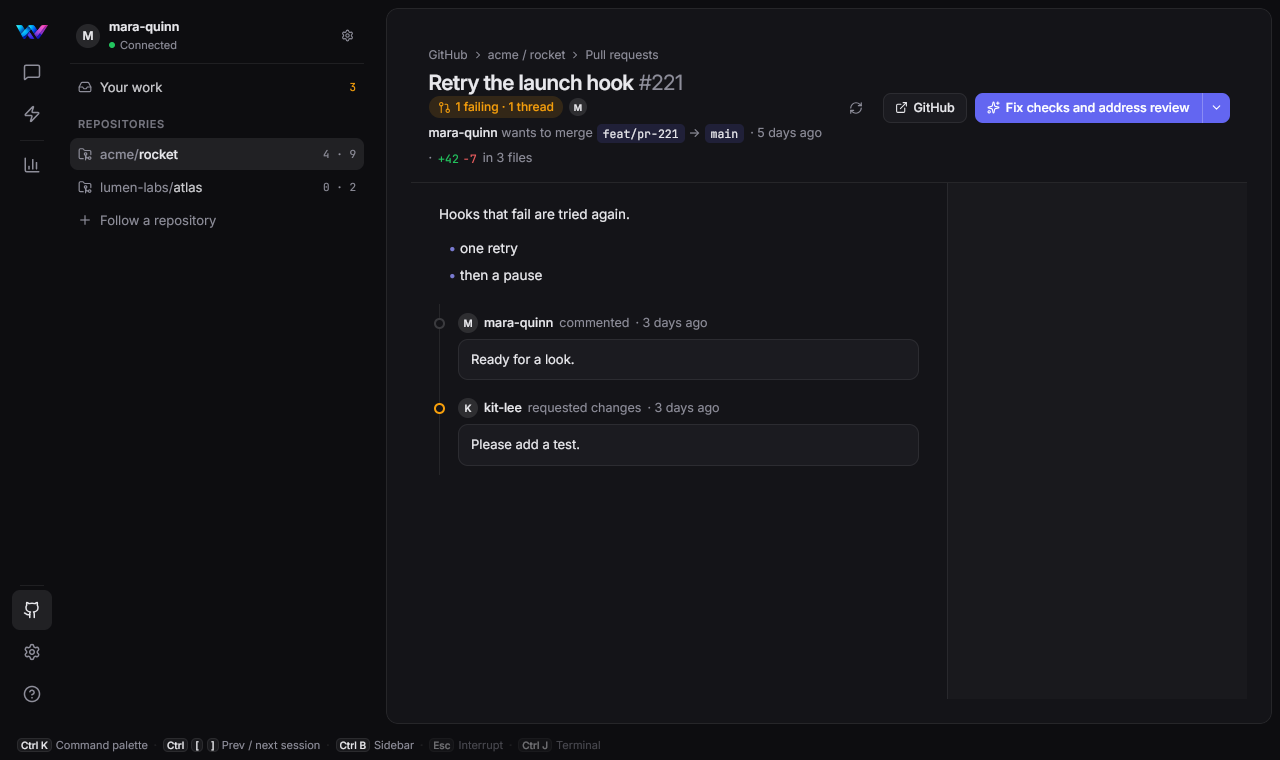 mara-quinn
M
Connected
Your work 3
REPOSITORIES
acme/rocket 4 · 9
lumen-labs/atlas 0 · 2
Follow a repository
GitHub > acme / rocket > Pull requests
Retry the launch hook #221
1 failing · 1 thread M
GitHub
Fix checks and address review
mara-quinn wants to merge feat/pr-221 → main · 5 days ago
· +42 -7 in 3 files
Hooks that fail are tried again.
• one retry
• then a pause
M mara-quinn commented · 3 days ago
Ready for a look.
K kit-lee requested changes · 3 days ago
Please add a test.
Ctrl K Command palette · Ctrl [ ] Prev / next session · Ctrl B Sidebar · Esc Interrupt · Ctrl J Terminal